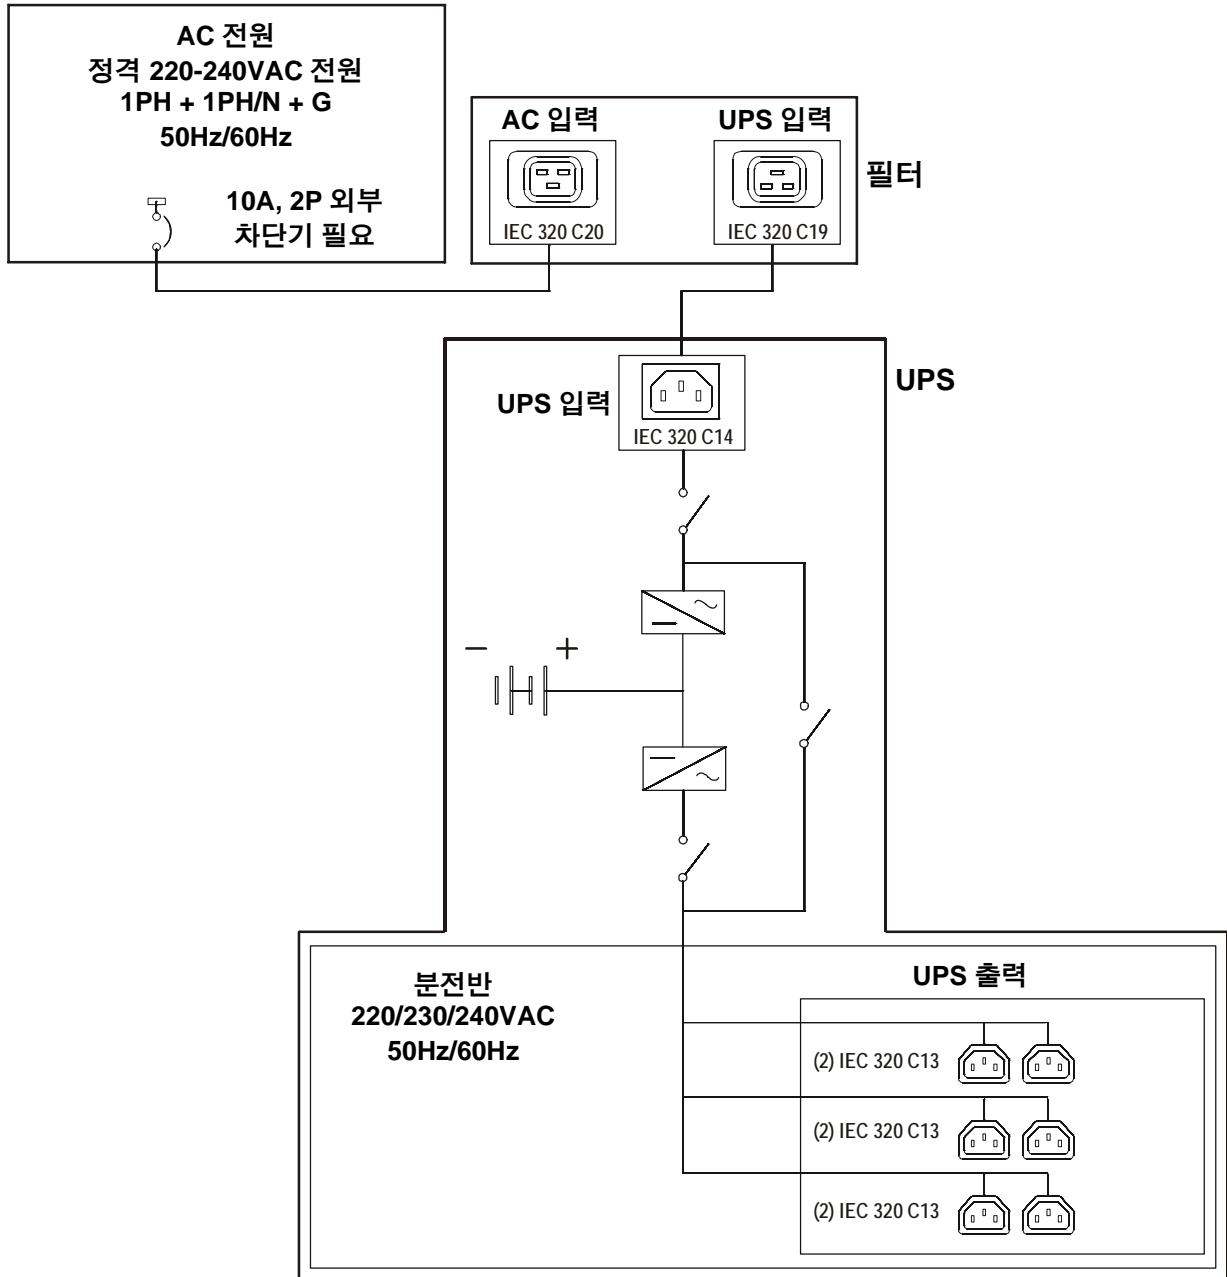 AC 전원
정격 220-240VAC 전원
1PH + 1PH/N + G
50Hz/60Hz
10A, 2P 외부
차단기 필요
AC 입력
UPS 입력
필터
IEC 320 C20
IEC 320 C19
UPS
UPS 입력
IEC 320 C14
− +
분전반
220/230/240VAC
50Hz/60Hz
UPS 출력
(2) IEC 320 C13
(2) IEC 320 C13
(2) IEC 320 C13